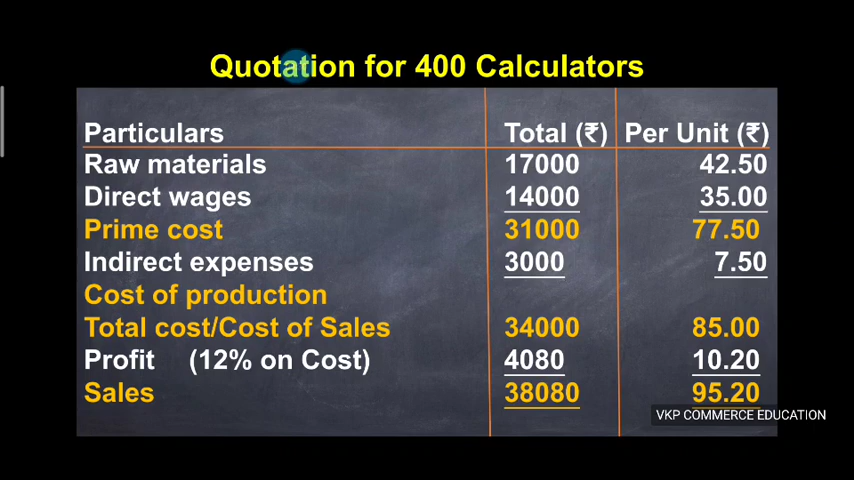 Quotation for 400 Calculators
Particulars Total (₹) Per Unit (₹)
Raw materials 17000 42.50
Direct wages 14000 35.00
Prime cost 31000 77.50
Indirect expenses 3000 7.50
Cost of production
Total cost/Cost of Sales 34000 85.00
Profit (12% on Cost) 4080 10.20
Sales 38080 95.20
VKP COMMERCE EDUCATION